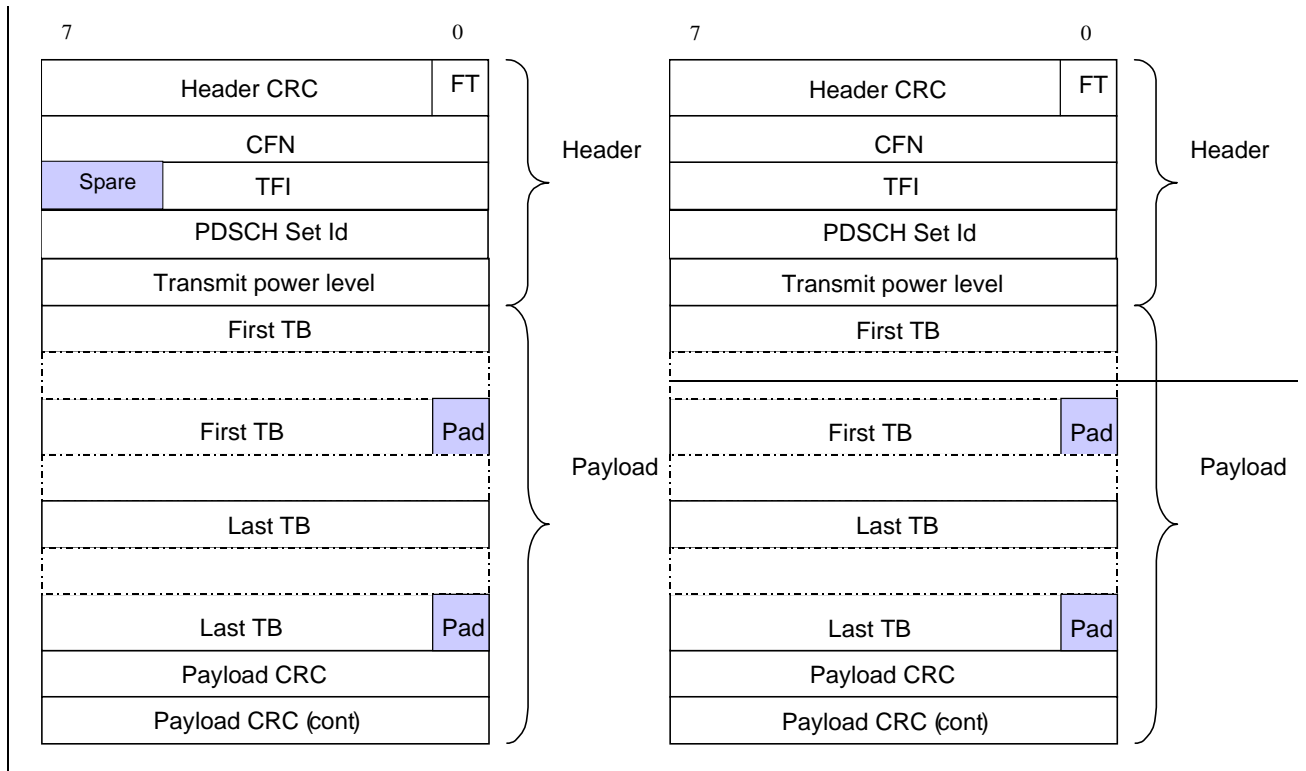 7 0
Header CRC FT
CFN
Spare TFI
PDSCH Set Id
Transmit power level
First TB
First TB Pad
Last TB
Last TB Pad
Payload CRC
Payload CRC (cont)
Header
Payload
7 0
Header CRC FT
CFN
TFI
PDSCH Set Id
Transmit power level
First TB
First TB Pad
Last TB
Last TB Pad
Payload CRC
Payload CRC (cont)
Header
Payload